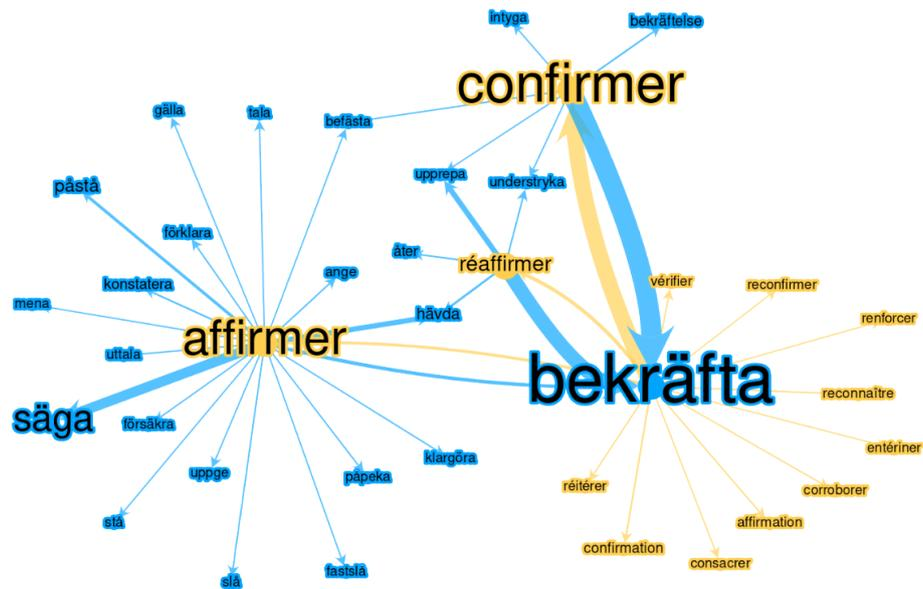 intyga
bekräftelse
confirmer
gälla
tala
befästa
upprepa
understryka
påstå
förklara
åter
réaffirmer
ange
vérifier
reconfirmer
konstatera
mena
hävda
renforcer
affirmer
uttala
bekräfta
reconnaître
säga
försäkra
entériner
klargöra
uppge
påpeka
réitérer
corroborer
stå
affirmation
confirmation
consacrer
slå
fastslå